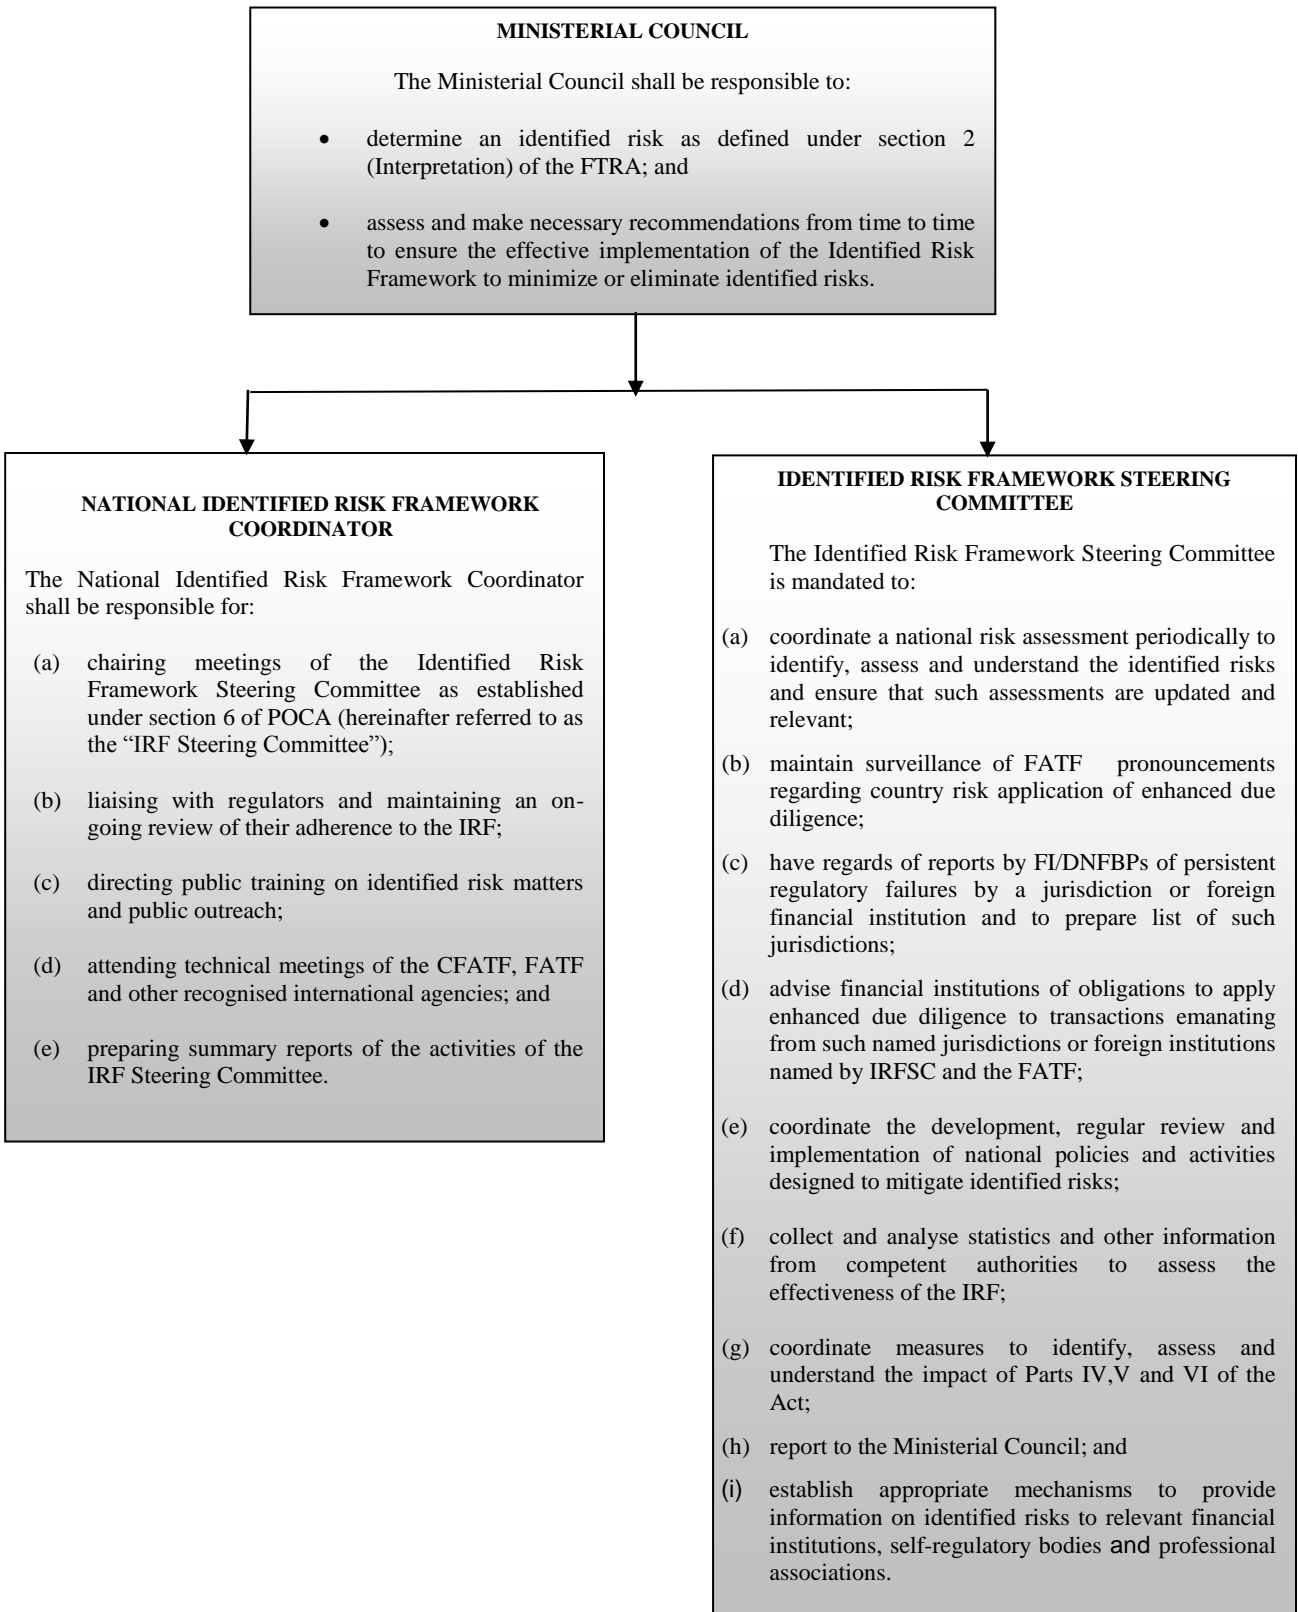 MINISTERIAL COUNCIL
The Ministerial Council shall be responsible to:
• determine an identified risk as defined under section 2
(Interpretation) of the FTRA; and
• assess and make necessary recommendations from time to time
to ensure the effective implementation of the Identified Risk
Framework to minimize or eliminate identified risks.
NATIONAL IDENTIFIED RISK FRAMEWORK
COORDINATOR
The National Identified Risk Framework Coordinator
shall be responsible for:
(a) chairing meetings of the Identified Risk
Framework Steering Committee as established
under section 6 of POCA (hereinafter referred to as
the “IRF Steering Committee”);
(b) liaising with regulators and maintaining an on-
going review of their adherence to the IRF;
(c) directing public training on identified risk matters
and public outreach;
(d) attending technical meetings of the CFATF, FATF
and other recognised international agencies; and
(e) preparing summary reports of the activities of the
IRF Steering Committee.
IDENTIFIED RISK FRAMEWORK STEERING
COMMITTEE
The Identified Risk Framework Steering Committee
is mandated to:
(a) coordinate a national risk assessment periodically to
identify, assess and understand the identified risks
and ensure that such assessments are updated and
relevant;
(b) maintain surveillance of FATF pronouncements
regarding country risk application of enhanced due
diligence;
(c) have regards of reports by FI/DNFBPs of persistent
regulatory failures by a jurisdiction or foreign
financial institution and to prepare list of such
jurisdictions;
(d) advise financial institutions of obligations to apply
enhanced due diligence to transactions emanating
from such named jurisdictions or foreign institutions
named by IRFSC and the FATF;
(e) coordinate the development, regular review and
implementation of national policies and activities
designed to mitigate identified risks;
(f) collect and analyse statistics and other information
from competent authorities to assess the
effectiveness of the IRF;
(g) coordinate measures to identify, assess and
understand the impact of Parts IV,V and VI of the
Act;
(h) report to the Ministerial Council; and
(i) establish appropriate mechanisms to provide
information on identified risks to relevant financial
institutions, self-regulatory bodies and professional
associations.